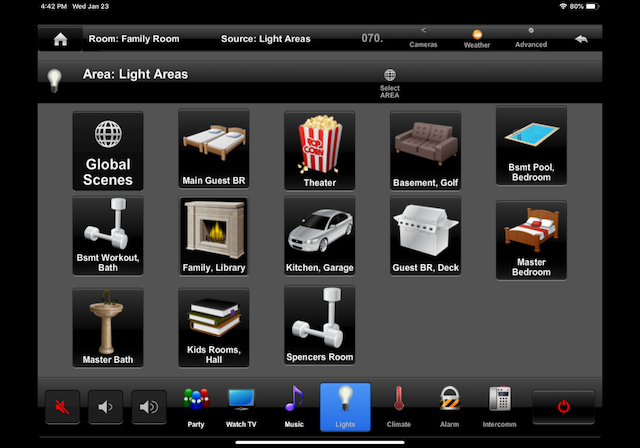 4:42 PM Wed Jan 23
80%
Room: Family Room
Source: Light Areas
070.
Cameras
Weather
Advanced
Area: Light Areas
Select
AREA
Global
Scenes
Main Guest BR
TOP
CORN
Theater
Basement, Golf
Bsmt Pool,
Bedroom
Bsmt Workout,
Bath
Family, Library
Kitchen, Garage
Guest BR, Deck
Master
Bedroom
Master Bath
Kids Rooms,
Hall
Spencers Room
Party
Watch TV
Music
Lights
Climate
Alarm
Intercomm